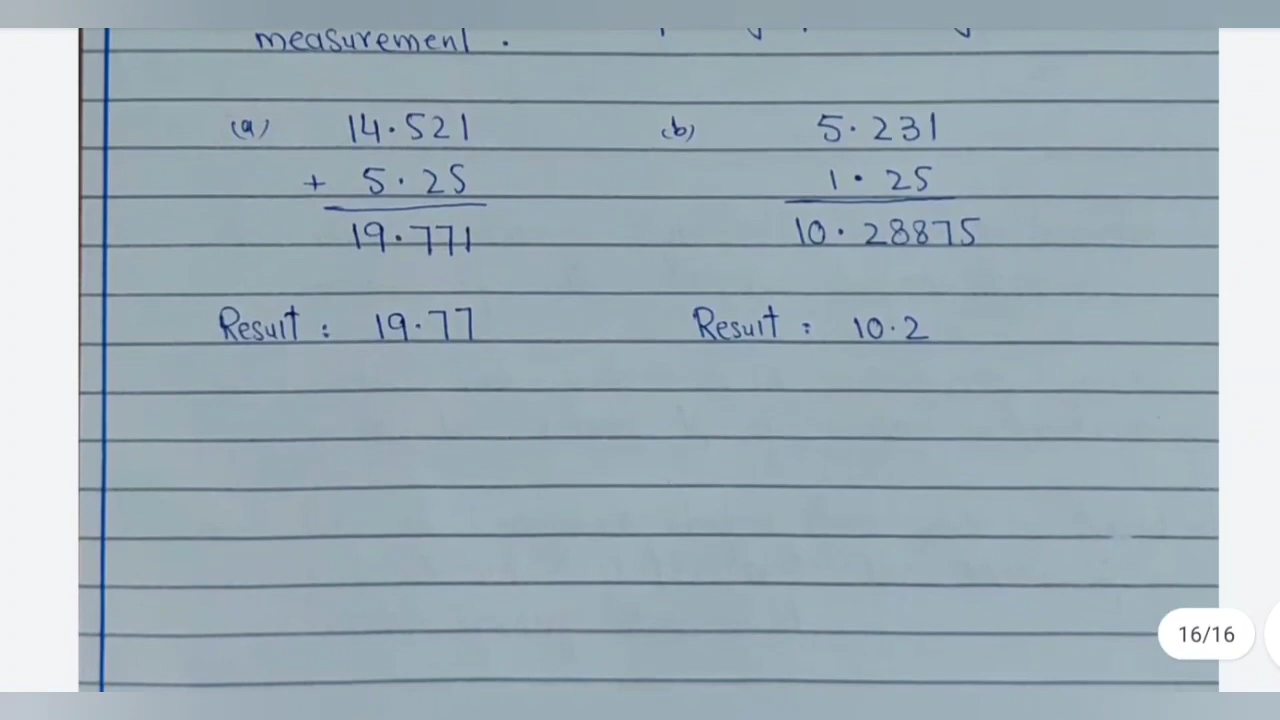 measurement .
(a) 14.521 (b) 5.231
+ 5.25 1.25
19.771 10.28875
Result : 19.77 Result : 10.2
16/16